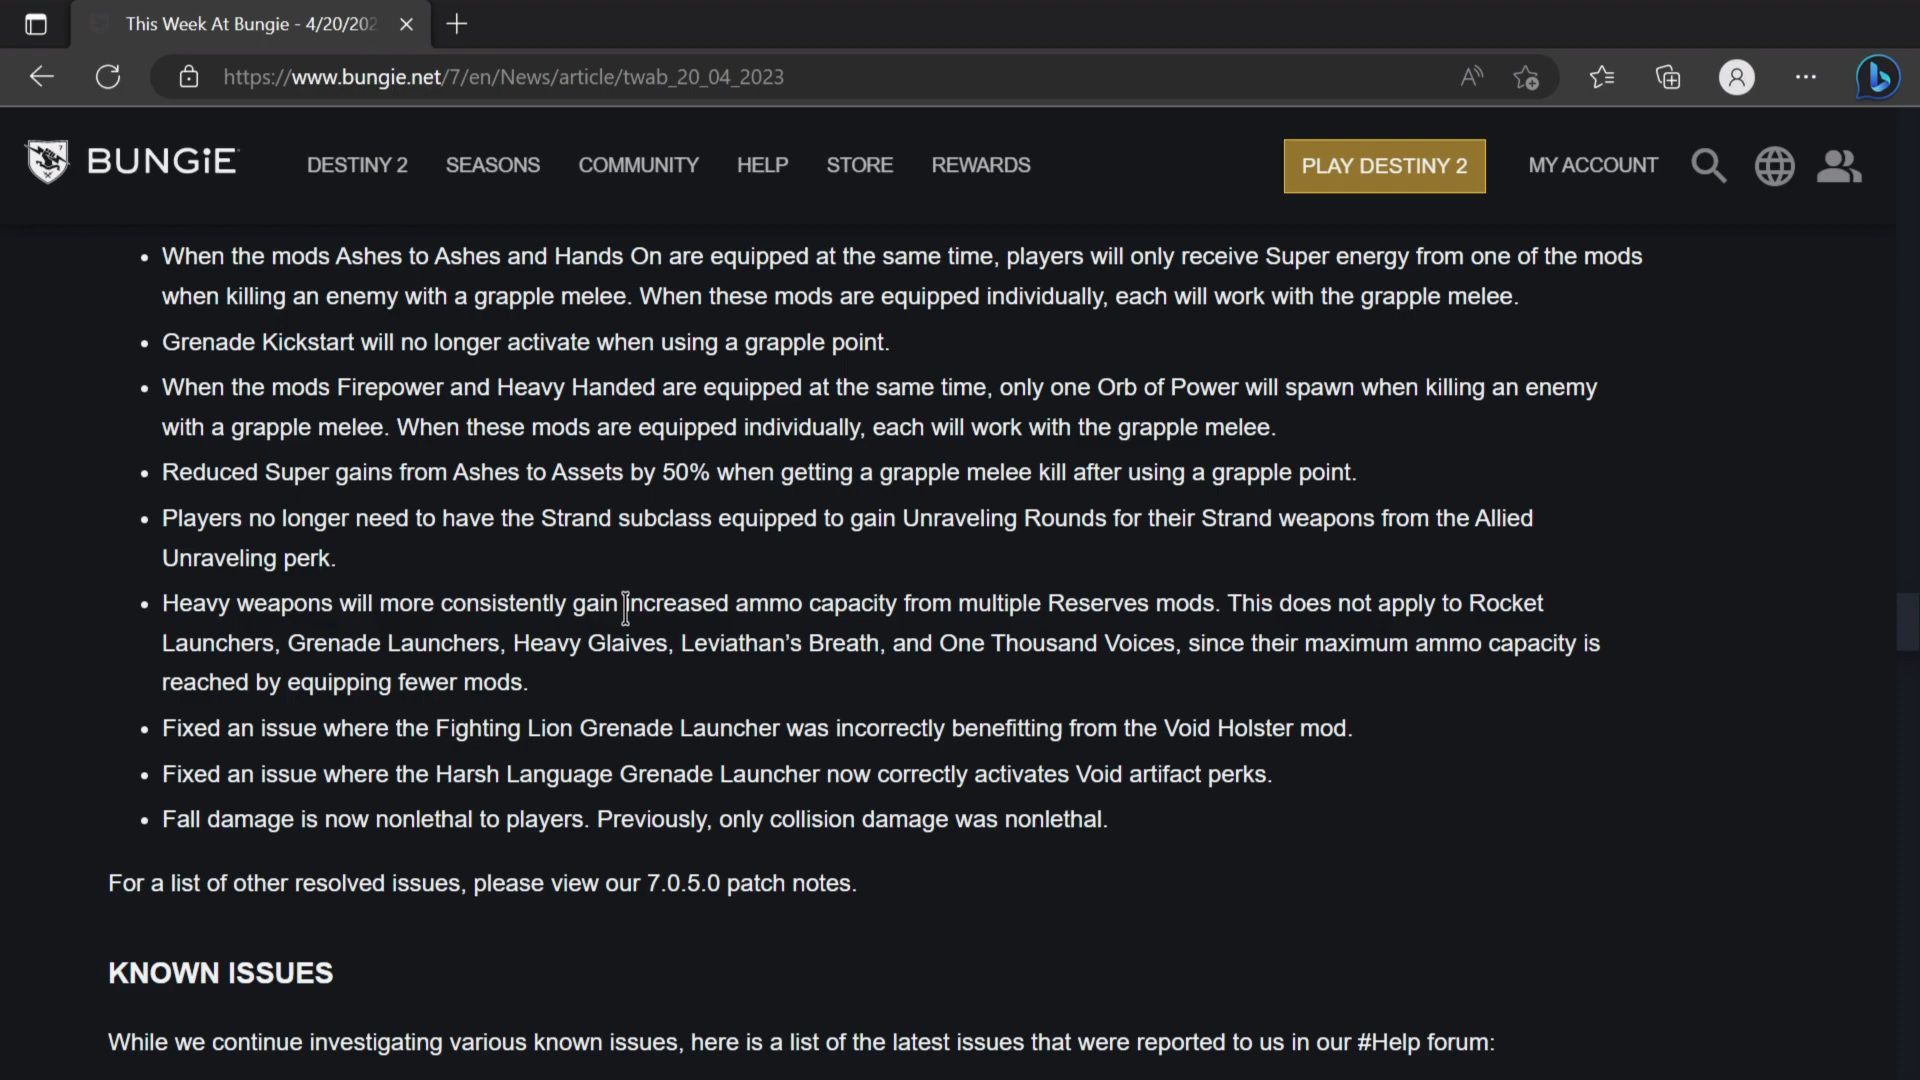 This Week At Bungie - 4/20/202
https://www.bungie.net/7/en/News/article/twab_20_04_2023
BUNGiE
DESTINY 2 SEASONS COMMUNITY HELP STORE REWARDS PLAY DESTINY 2 MY ACCOUNT
• When the mods Ashes to Ashes and Hands On are equipped at the same time, players will only receive Super energy from one of the mods
when killing an enemy with a grapple melee. When these mods are equipped individually, each will work with the grapple melee.
• Grenade Kickstart will no longer activate when using a grapple point.
• When the mods Firepower and Heavy Handed are equipped at the same time, only one Orb of Power will spawn when killing an enemy
with a grapple melee. When these mods are equipped individually, each will work with the grapple melee.
• Reduced Super gains from Ashes to Assets by 50% when getting a grapple melee kill after using a grapple point.
• Players no longer need to have the Strand subclass equipped to gain Unraveling Rounds for their Strand weapons from the Allied
Unraveling perk.
• Heavy weapons will more consistently gain increased ammo capacity from multiple Reserves mods. This does not apply to Rocket
Launchers, Grenade Launchers, Heavy Glaives, Leviathan’s Breath, and One Thousand Voices, since their maximum ammo capacity is
reached by equipping fewer mods.
• Fixed an issue where the Fighting Lion Grenade Launcher was incorrectly benefitting from the Void Holster mod.
• Fixed an issue where the Harsh Language Grenade Launcher now correctly activates Void artifact perks.
• Fall damage is now nonlethal to players. Previously, only collision damage was nonlethal.
For a list of other resolved issues, please view our 7.0.5.0 patch notes.
KNOWN ISSUES
While we continue investigating various known issues, here is a list of the latest issues that were reported to us in our #Help forum: